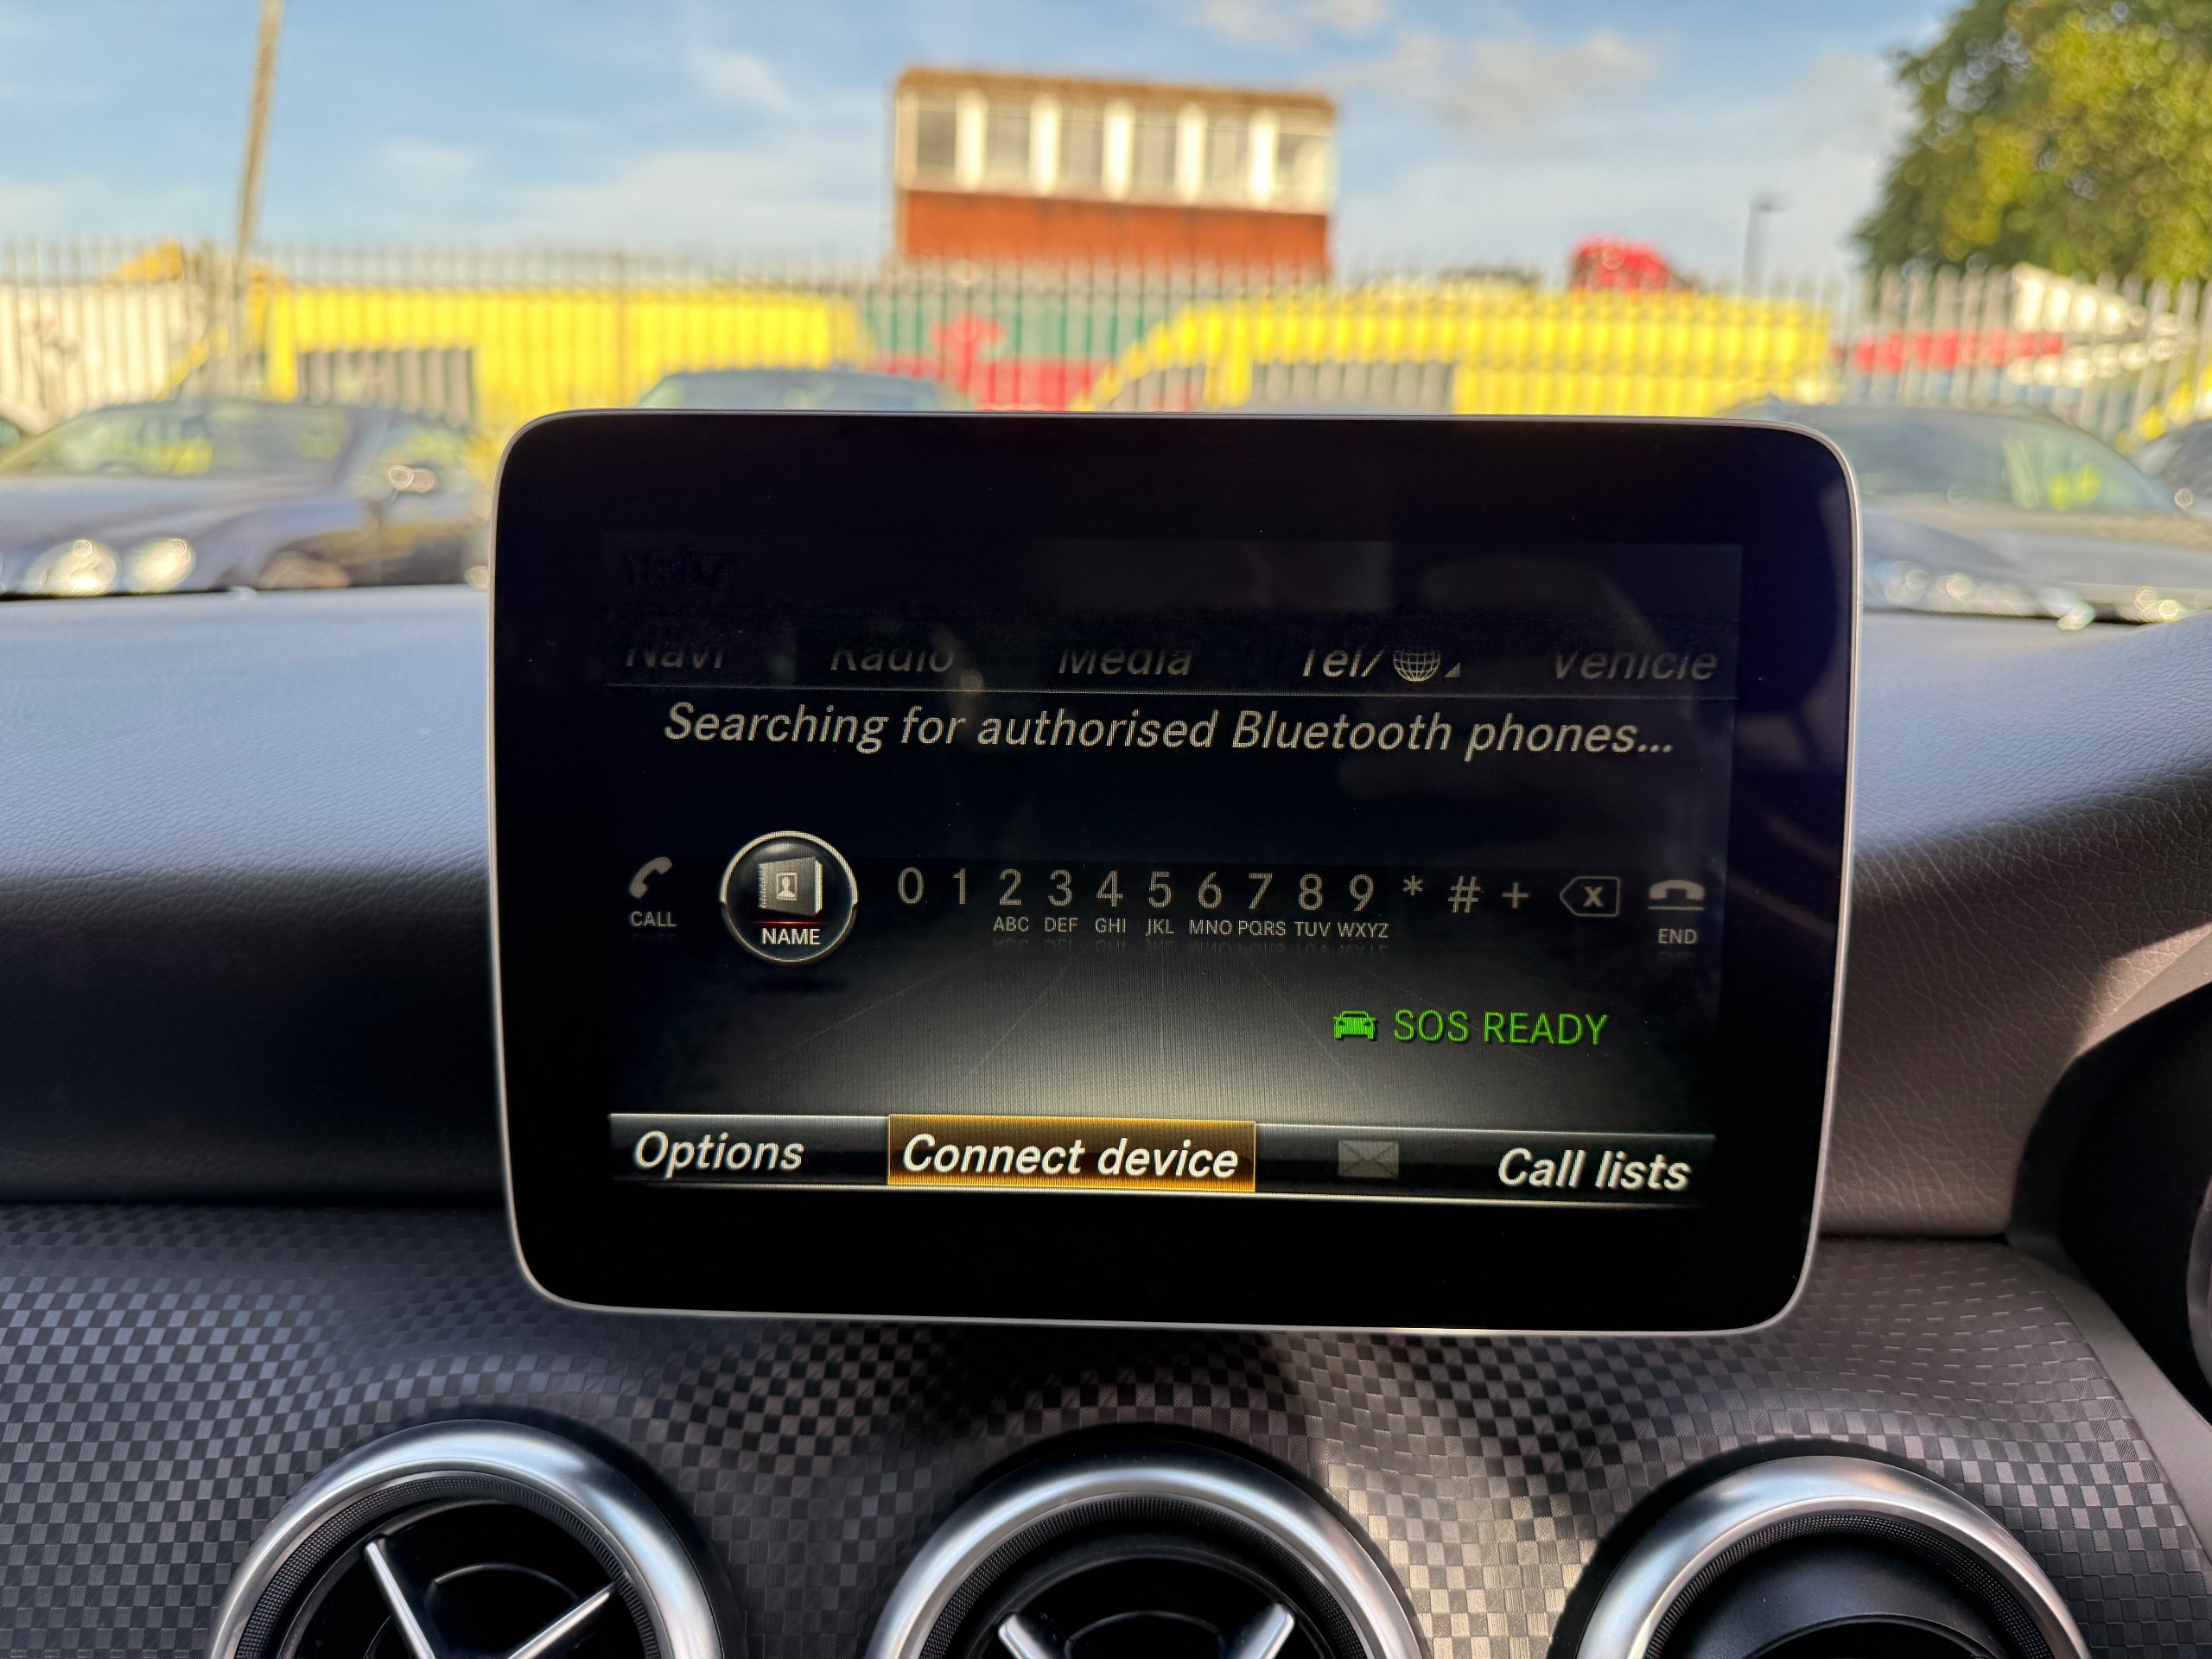 Navi Radio Media Tel/ Vehicle
Searching for authorised Bluetooth phones...
0 1 2 3 4 5 6 7 8 9 * # +
CALL NAME ABC DEF GHI JKL MNO PQRS TUV WXYZ END
SOS READY
Options Connect device Call lists